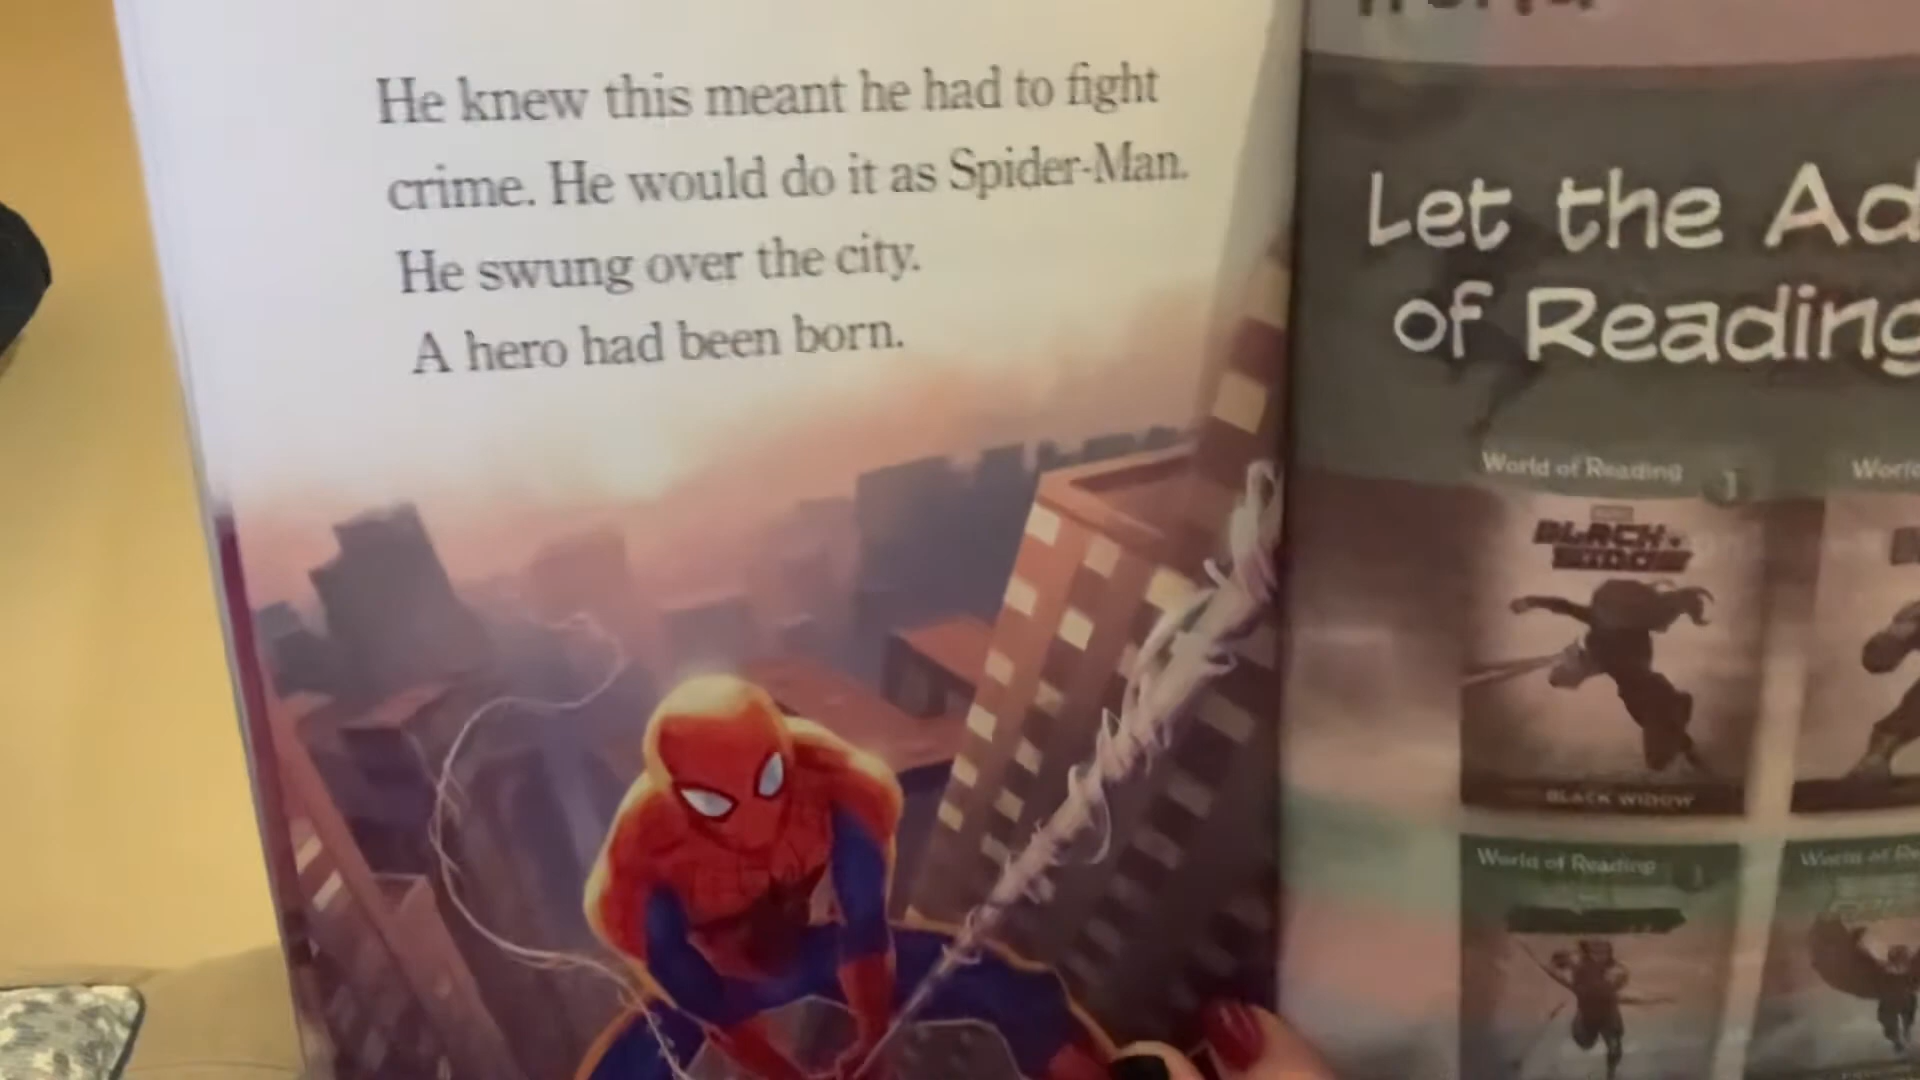 He knew this meant he had to fight
crime. He would do it as Spider-Man.
He swung over the city.
A hero had been born.
Let the Ad
of Reading
World of Reading 1
MARVEL
BLACK
WIDOW
BLACK WIDOW
World of Reading